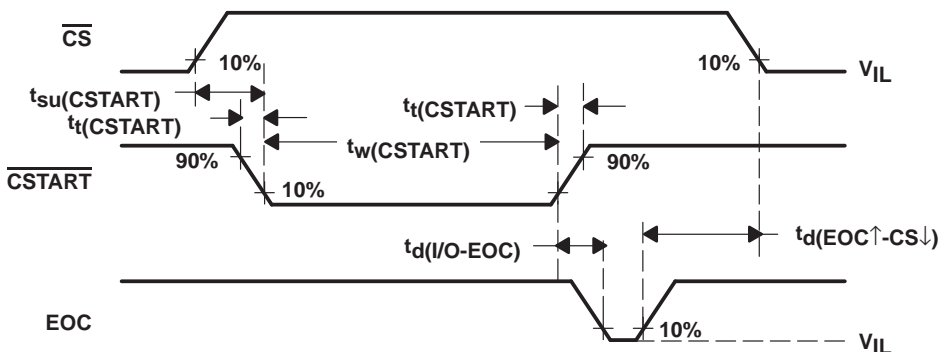 CS
10%
10%
VIL
tsu(CSTART)
tt(CSTART)
tt(CSTART)
tw(CSTART)
90%
90%
CSTART
10%
td(I/O-EOC)
td(EOC↑-CS↓)
EOC
10%
VIL